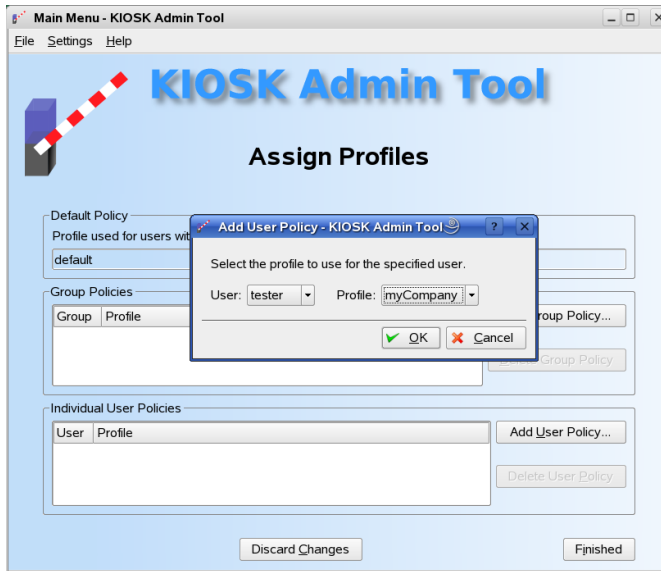 Main Menu - KIOSK Admin Tool
File Settings Help
KIOSK Admin Tool
Assign Profiles
Default Policy
Profile used for users wit
default
Add User Policy - KIOSK Admin Tool
Select the profile to use for the specified user.
User: tester Profile: myCompany
OK Cancel
Group Policies
Group Profile
roup Policy...
Group Policy
Individual User Policies
User Profile
Add User Policy...
Delete User Policy
Discard Changes
Finished